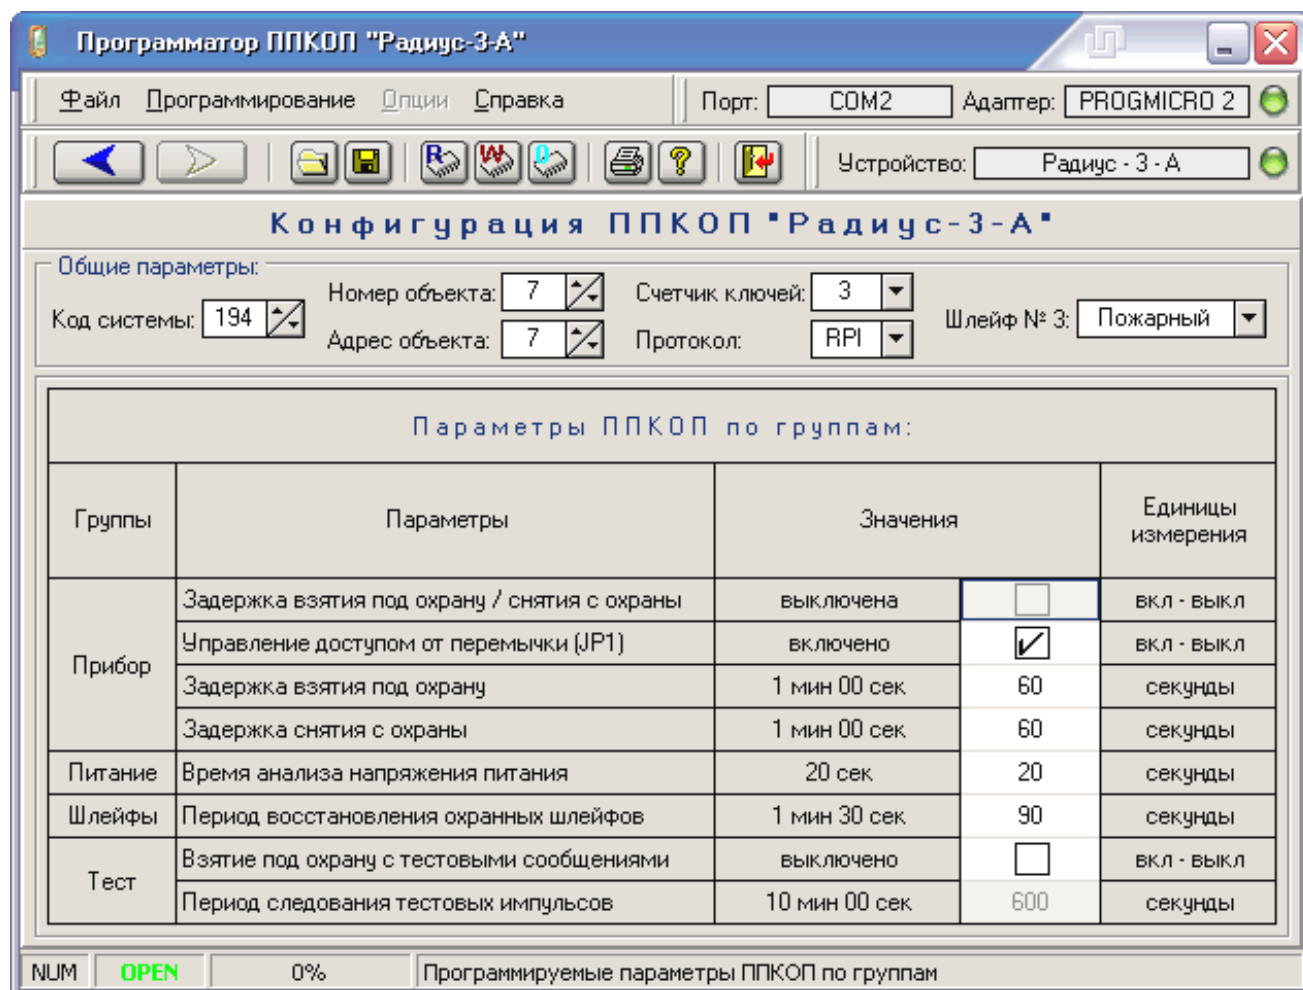 Программатор ППКОП "Радиус-3-А"
Файл Программирование Опции Справка Порт: COM2 Адаптер: PROGMICRO 2
R W Q ? Устройство: Радиус - 3 - А
Конфигурация ППКОП "Радиус-3-А"
Общие параметры:
Код системы: 194
Номер объекта: 7
Адрес объекта: 7
Счетчик ключей: 3
Протокол: RPI
Шлейф № 3: Пожарный
Параметры ППКОП по группам:
Группы Параметры Значения Единицы измерения
Прибор
Задержка взятия под охрану / снятия с охраны выключена вкл - выкл
Управление доступом от перемычки (JP1) включено вкл - выкл
Задержка взятия под охрану 1 мин 00 сек 60 секунды
Задержка снятия с охраны 1 мин 00 сек 60 секунды
Питание Время анализа напряжения питания 20 сек 20 секунды
Шлейфы Период восстановления охранных шлейфов 1 мин 30 сек 90 секунды
Тест
Взятие под охрану с тестовыми сообщениями выключено вкл - выкл
Период следования тестовых импульсов 10 мин 00 сек 600 секунды
NUM OPEN 0% Программируемые параметры ППКОП по группам